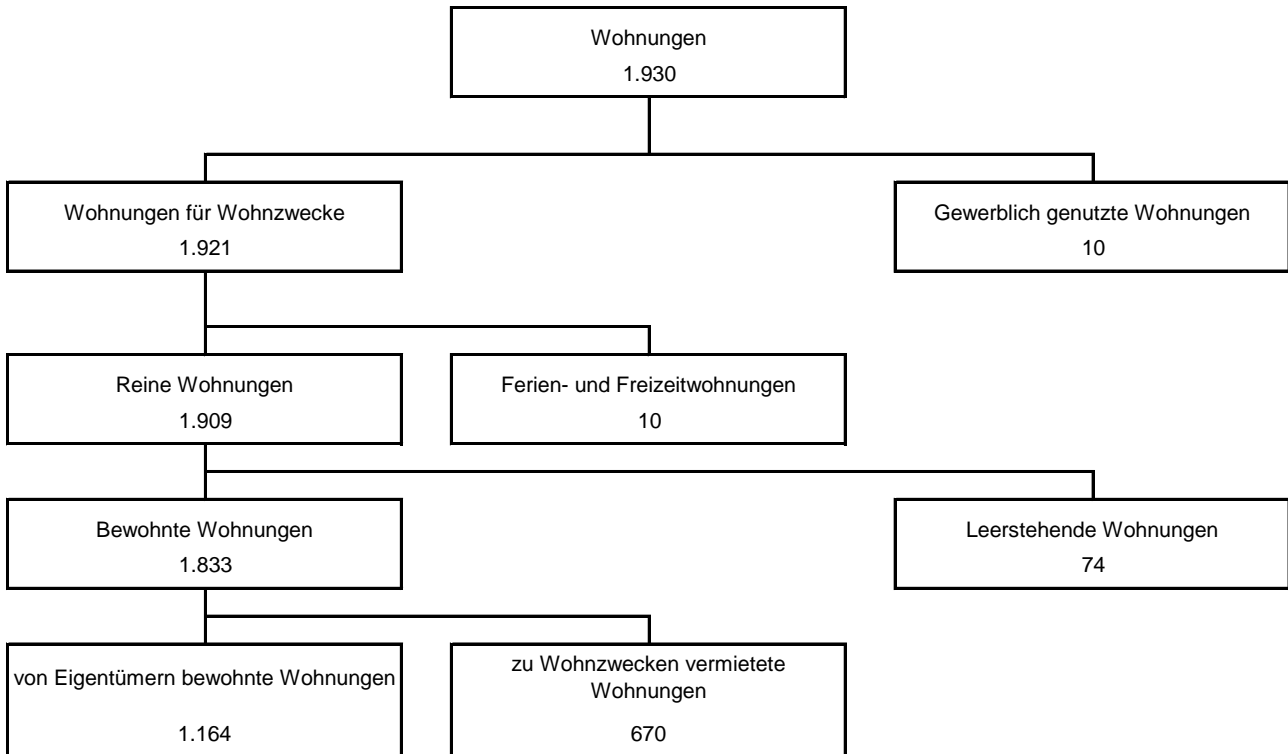 Wohnungen
1.930
Wohnungen für Wohnzwecke
1.921
Gewerblich genutzte Wohnungen
10
Reine Wohnungen
1.909
Ferien- und Freizeitwohnungen
10
Bewohnte Wohnungen
1.833
Leerstehende Wohnungen
74
von Eigentümern bewohnte Wohnungen
1.164
zu Wohnzwecken vermietete
Wohnungen
670